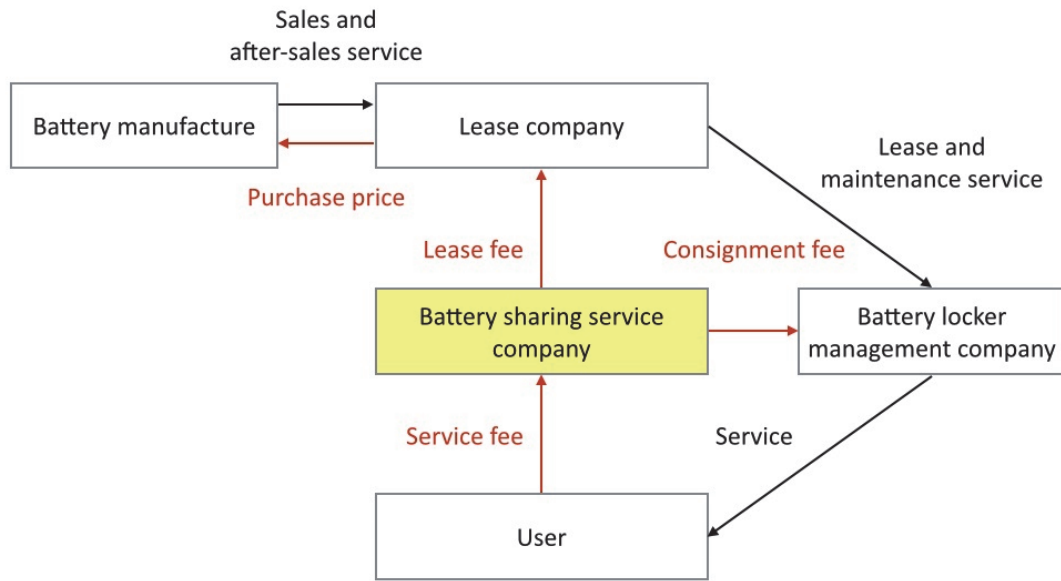 Sales and
after-sales service
Battery manufacture
Lease company
Purchase price
Lease and
maintenance service
Lease fee
Consignment fee
Battery sharing service
company
Battery locker
management company
Service fee
Service
User